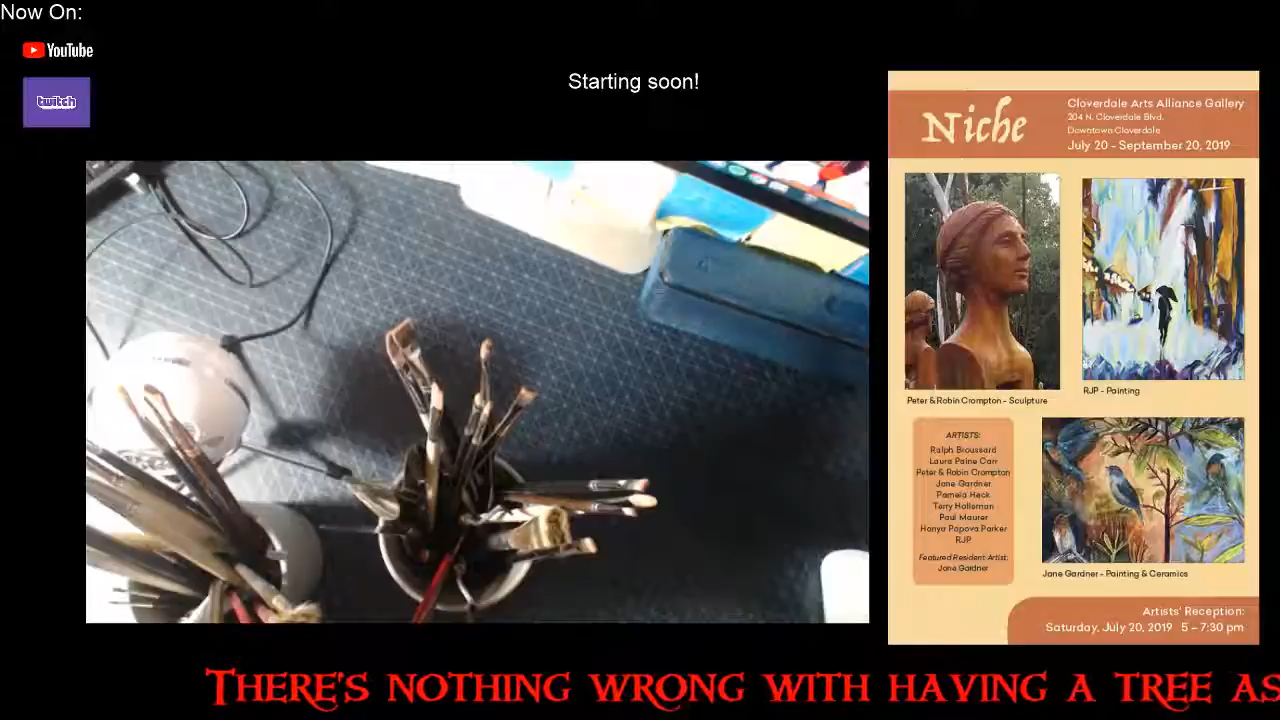 Now On:
YouTube
twitch
Starting soon!
Niche
Cloverdale Arts Alliance Gallery
204 N. Cloverdale Blvd.
Downtown Cloverdale
July 20 - September 20, 2019
Peter & Robin Crompton - Sculpture
RJP - Painting
ARTISTS:
Ralph Broussard
Laura Paine Carr
Peter & Robin Crompton
Jane Gardner
Pamela Heck
Terry Holleman
Paul Maurer
Hanya Popova Parker
RJP
Featured Resident Artist:
Jane Gardner
Jane Gardner - Painting & Ceramics
Artists' Reception:
Saturday, July 20, 2019 5 – 7:30 pm
There's nothing wrong with having a tree as